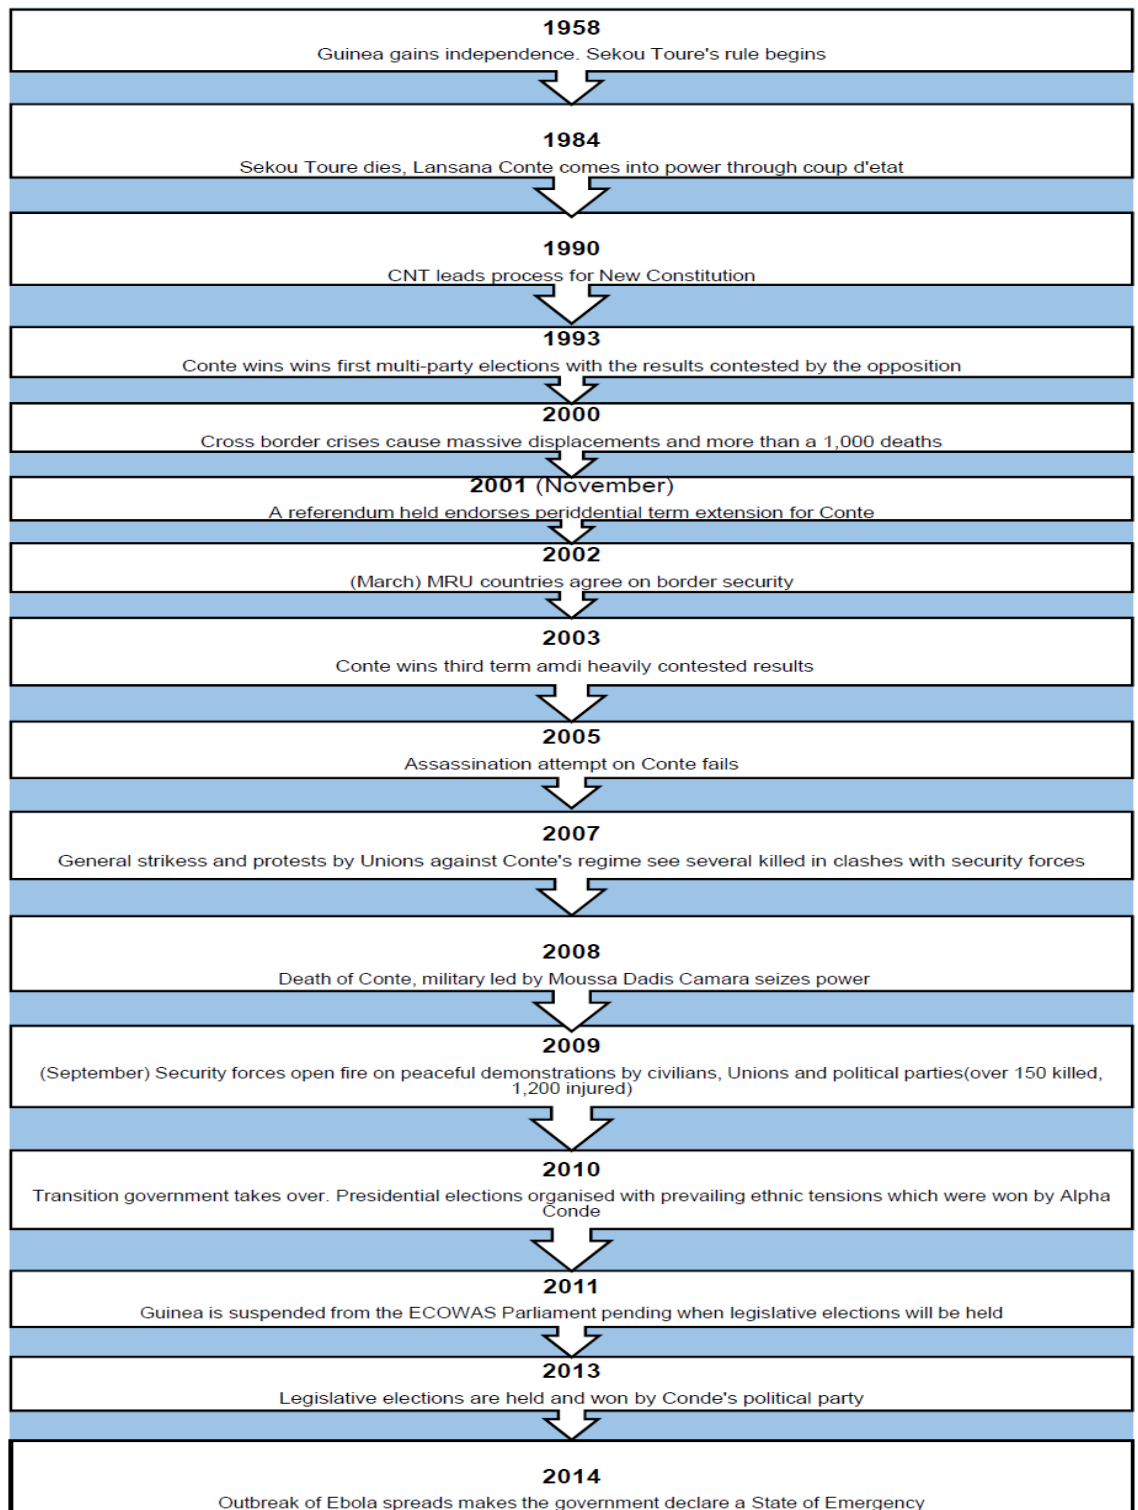 1958
Guinea gains independence. Sekou Toure's rule begins
1984
Sekou Toure dies, Lansana Conte comes into power through coup d'etat
1990
CNT leads process for New Constitution
1993
Conte wins wins first multi-party elections with the results contested by the opposition
2000
Cross border crises cause massive displacements and more than a 1,000 deaths
2001 (November)
A referendum held endorses periddential term extension for Conte
2002
(March) MRU countries agree on border security
2003
Conte wins third term amdi heavily contested results
2005
Assassination attempt on Conte fails
2007
General strikess and protests by Unions against Conte's regime see several killed in clashes with security forces
2008
Death of Conte, military led by Moussa Dadis Camara seizes power
2009
(September) Security forces open fire on peaceful demonstrations by civilians, Unions and political parties(over 150 killed,
1,200 injured)
2010
Transition government takes over. Presidential elections organised with prevailing ethnic tensions which were won by Alpha
Conde
2011
Guinea is suspended from the ECOWAS Parliament pending when legislative elections will be held
2013
Legislative elections are held and won by Conde's political party
2014
Outbreak of Ebola spreads makes the government declare a State of Emergency